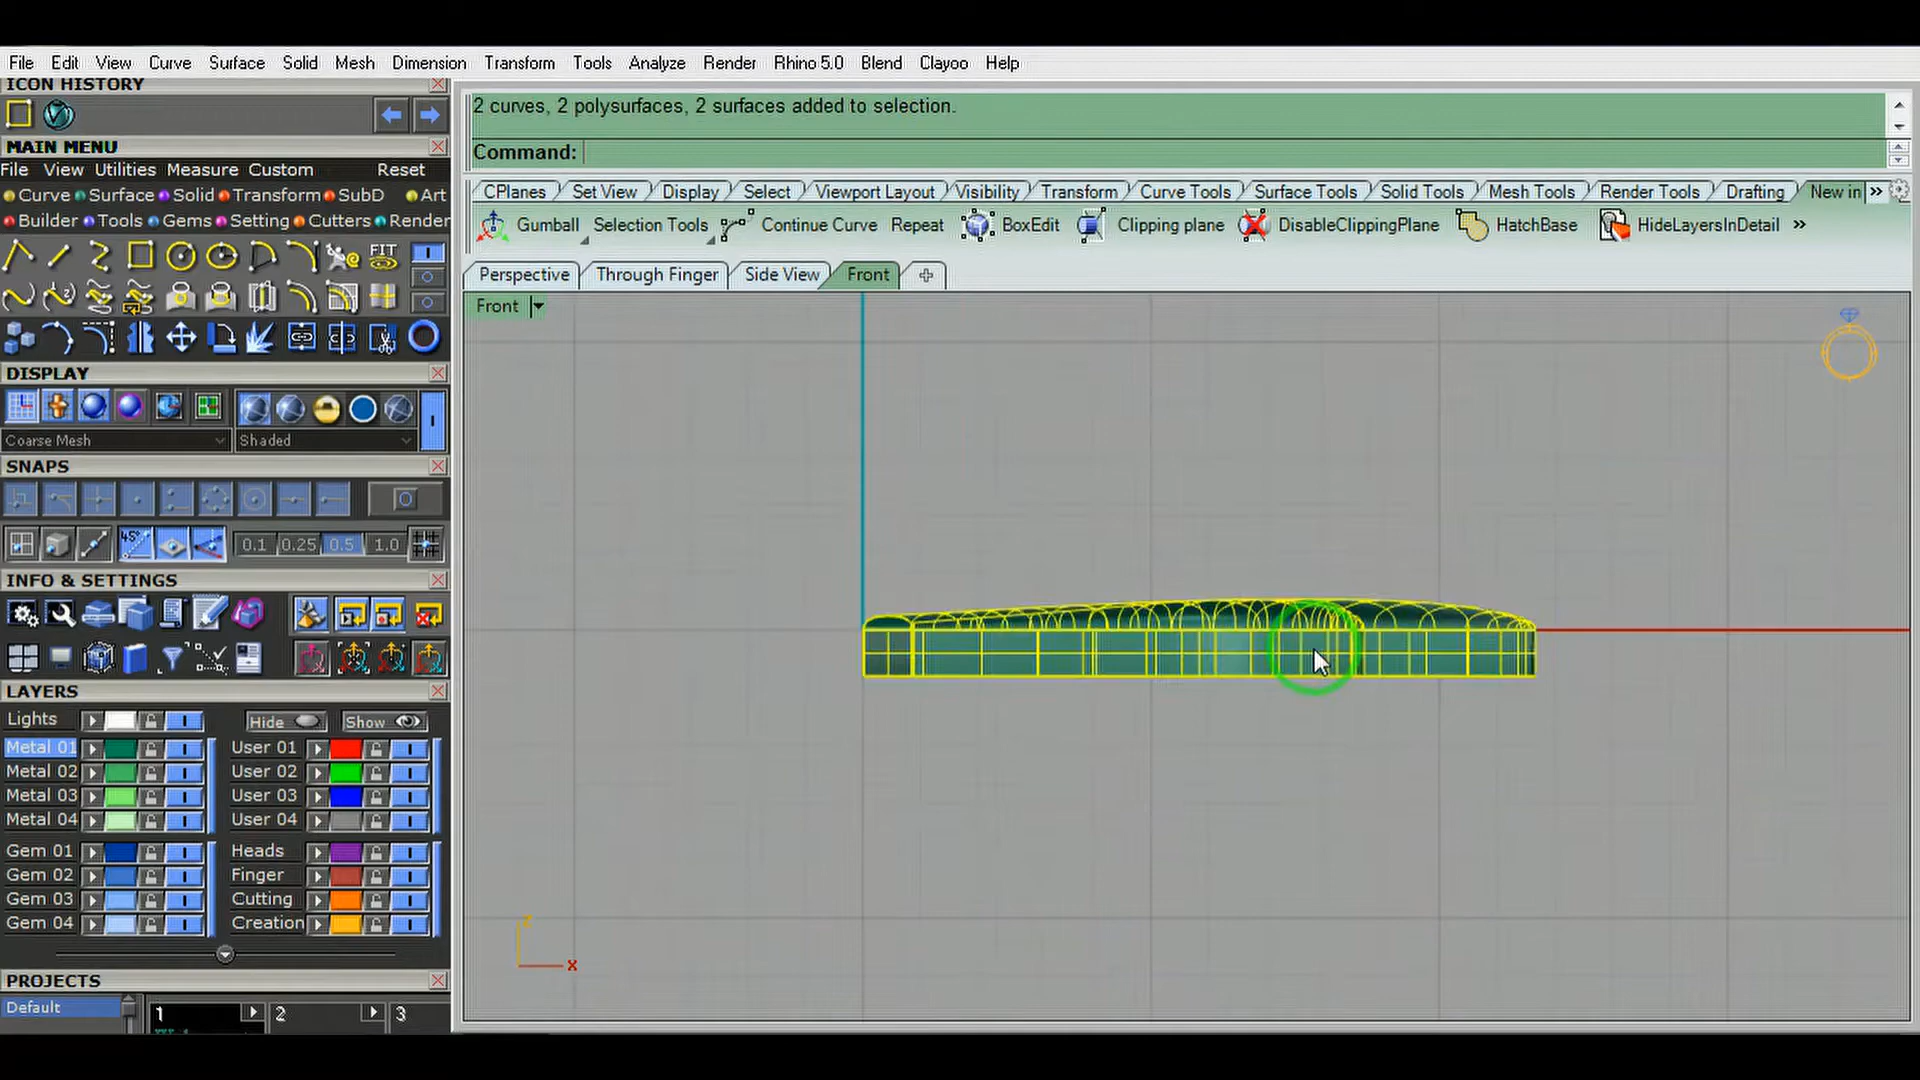 File Edit View Curve Surface Solid Mesh Dimension Transform Tools Analyze Render Rhino 5.0 Blend Clayoo Help
ICON HISTORY
2 curves, 2 polysurfaces, 2 surfaces added to selection.
Command:
MAIN MENU
File View Utilities Measure Custom Reset
Curve Surface Solid Transform SubD Art
Builder Tools Gems Setting Cutters Render
CPlanes Set View Display Select Viewport Layout Visibility Transform Curve Tools Surface Tools Solid Tools Mesh Tools Render Tools Drafting New in »
Gumball Selection Tools Continue Curve Repeat BoxEdit Clipping plane DisableClippingPlane HatchBase HideLayersInDetail »
FIT
Perspective Through Finger Side View Front
Front
DISPLAY
Coarse Mesh Shaded
SNAPS
45° 0.1 0.25 0.5 1.0
INFO & SETTINGS
LAYERS
Lights Hide Show
Metal 01 User 01
Metal 02 User 02
Metal 03 User 03
Metal 04 User 04
Gem 01 Heads
Gem 02 Finger
Gem 03 Cutting
Gem 04 Creation
z
x
PROJECTS
Default 1 2 3